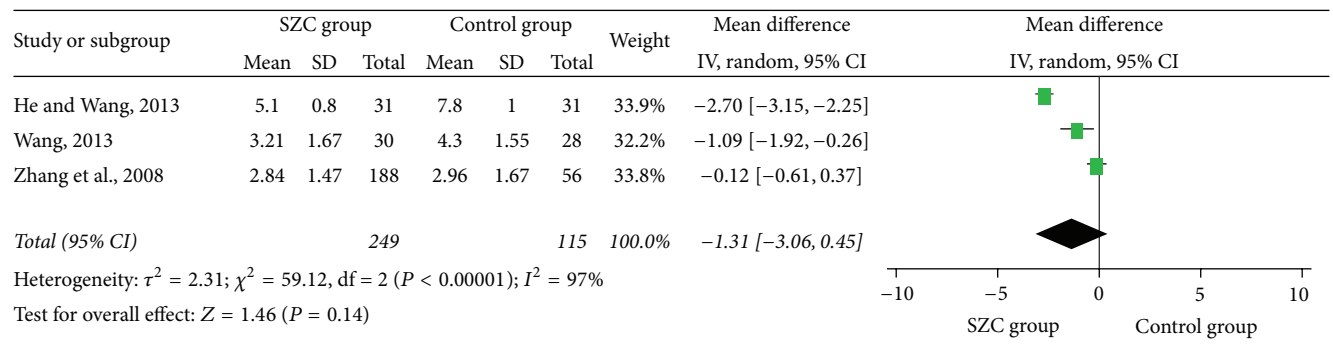 Study or subgroup SZC group Control group Weight Mean difference Mean difference
Mean SD Total Mean SD Total IV, random, 95% CI IV, random, 95% CI
He and Wang, 2013 5.1 0.8 31 7.8 1 31 33.9% −2.70 [−3.15, −2.25]
Wang, 2013 3.21 1.67 30 4.3 1.55 28 32.2% −1.09 [−1.92, −0.26]
Zhang et al., 2008 2.84 1.47 188 2.96 1.67 56 33.8% −0.12 [−0.61, 0.37]
Total (95% CI) 249 115 100.0% −1.31 [−3.06, 0.45]
Heterogeneity: τ² = 2.31; χ² = 59.12, df = 2 (P < 0.00001); I² = 97%
Test for overall effect: Z = 1.46 (P = 0.14)
−10 −5 0 5 10
SZC group Control group